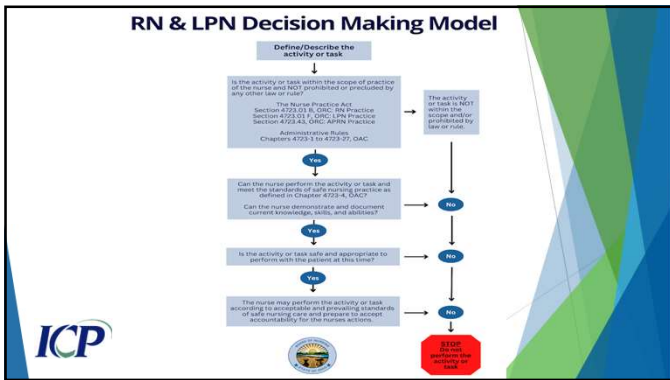 RN & LPN Decision Making Model
Define/Describe the
activity or task
Is the activity or task within the scope of practice
of the nurse and NOT prohibited or precluded by
any other law or rule?
The Nurse Practice Act
Section 4723.01 B, ORC: RN Practice
Section 4723.01 F, ORC: LPN Practice
Section 4723.43, ORC: APRN Practice
Administrative Rules
Chapters 4723-1 to 4723-27, OAC
The activity
or task is NOT
within the
scope and/or
prohibited by
law or rule.
Yes
Can the nurse perform the activity or task and
meet the standards of safe nursing practice as
defined in Chapter 4723-4, OAC?
Can the nurse demonstrate and document
current knowledge, skills, and abilities?
No
Yes
Is the activity or task safe and appropriate to
perform with the patient at this time?
No
Yes
The nurse may perform the activity or task
according to acceptable and prevailing standards
of safe nursing care and prepare to accept
accountability for the nurses actions.
No
STOP
Do not
perform the
activity or
task
ICP